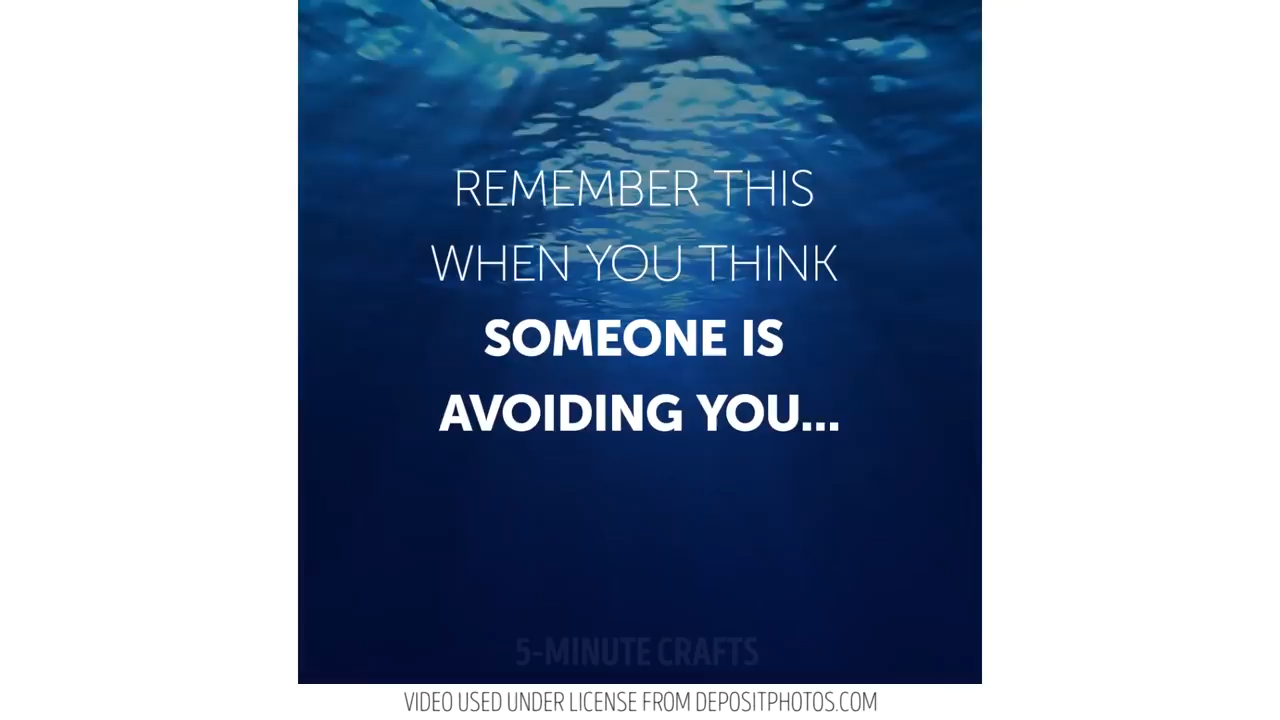 REMEMBER THIS
WHEN YOU THINK
SOMEONE IS
AVOIDING YOU...
5-MINUTE CRAFTS
VIDEO USED UNDER LICENSE FROM DEPOSITPHOTOS.COM